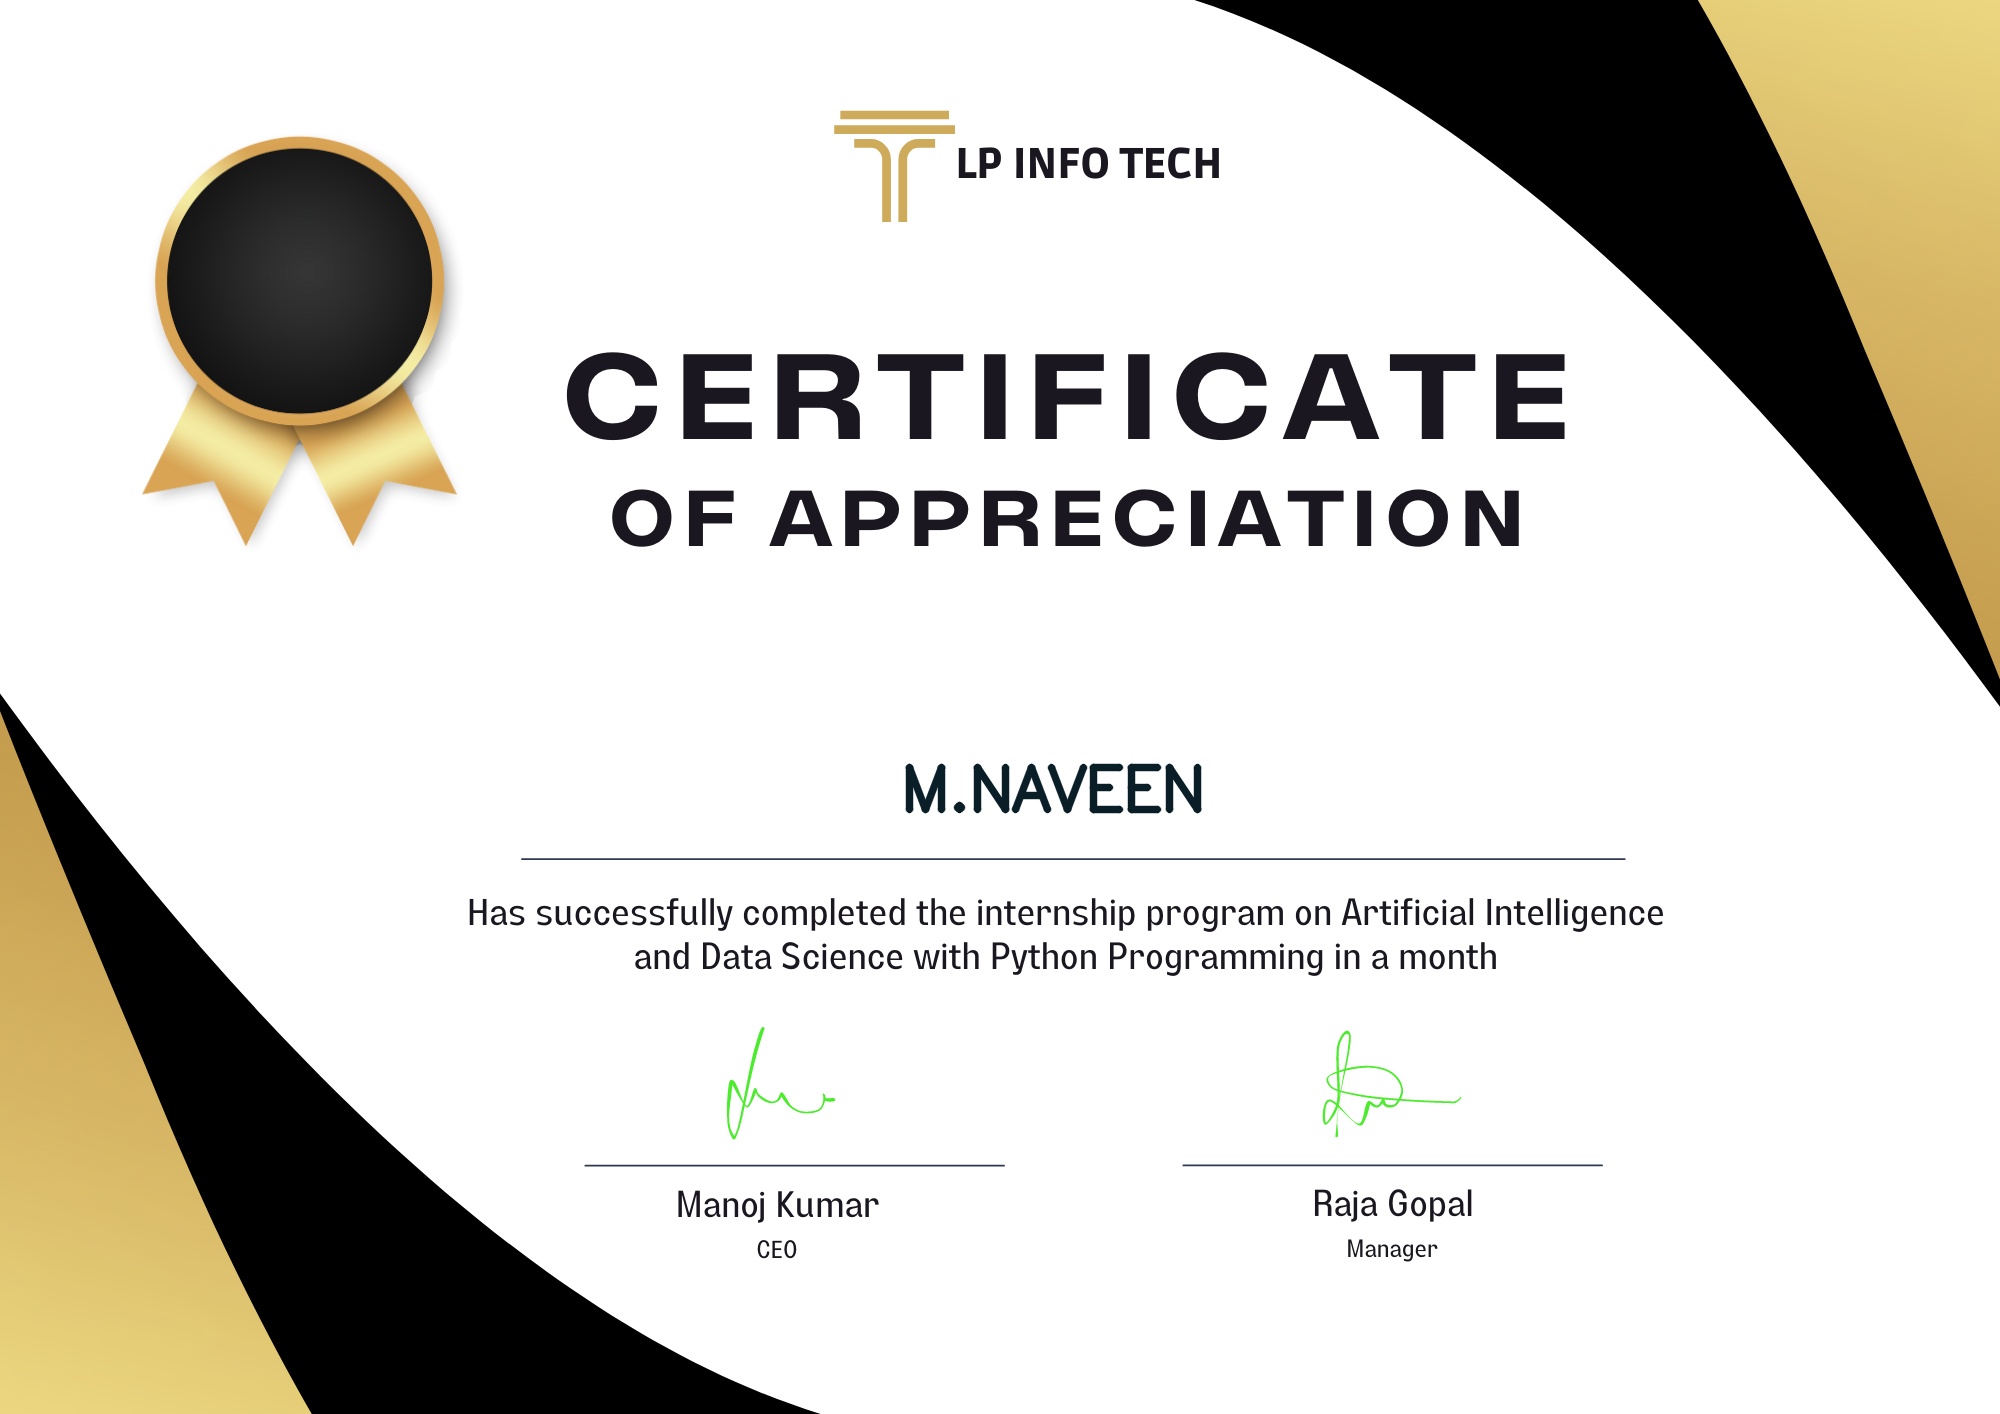 LP INFO TECH
CERTIFICATE
OF APPRECIATION
M.NAVEEN
Has successfully completed the internship program on Artificial Intelligence
and Data Science with Python Programming in a month
Manoj Kumar
CEO
Raja Gopal
Manager